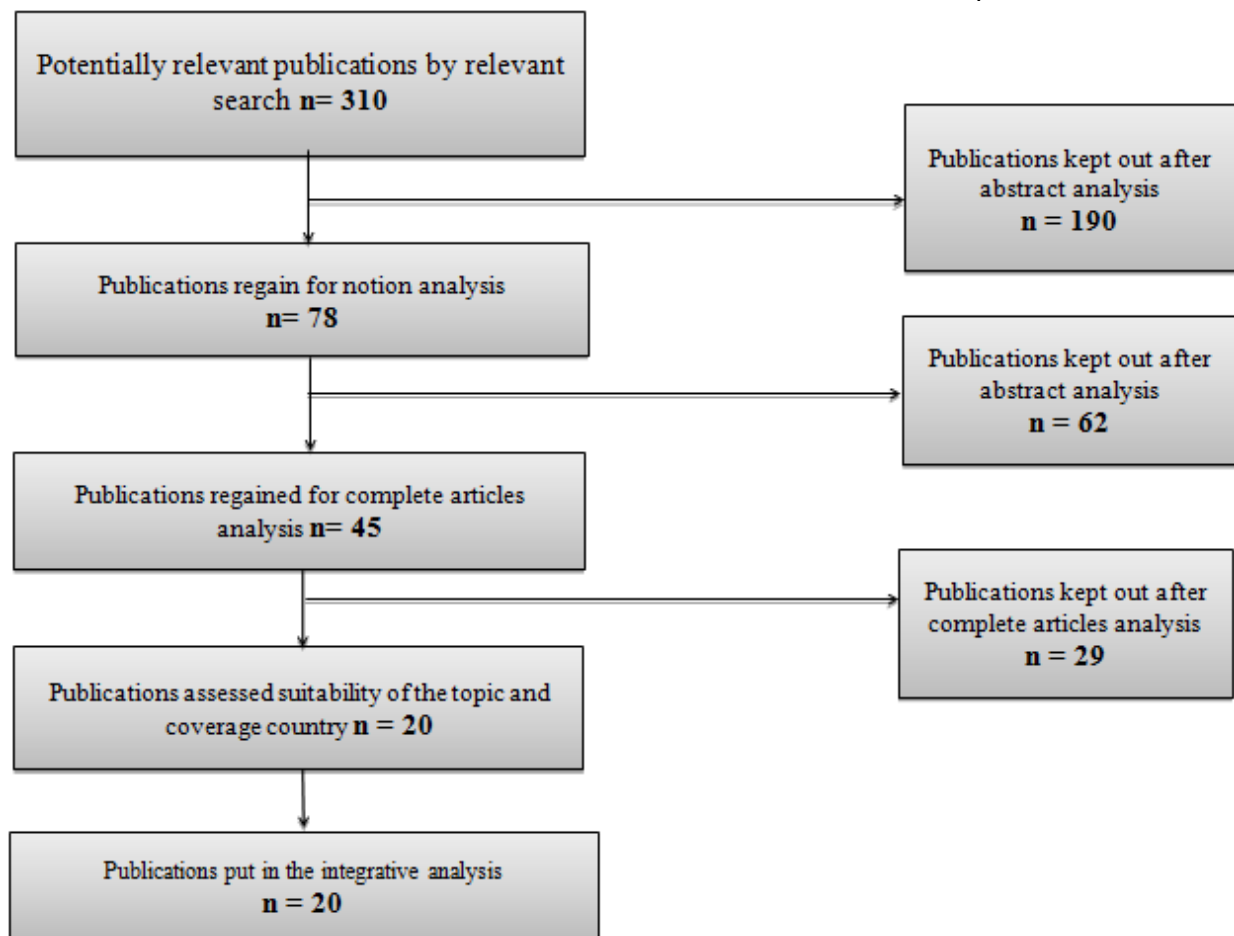 Potentially relevant publications by relevant
search n= 310
Publications kept out after
abstract analysis
n = 190
Publications regain for notion analysis
n= 78
Publications kept out after
abstract analysis
n = 62
Publications regained for complete articles
analysis n= 45
Publications kept out after
complete articles analysis
n = 29
Publications assessed suitability of the topic and
coverage country n = 20
Publications put in the integrative analysis
n = 20